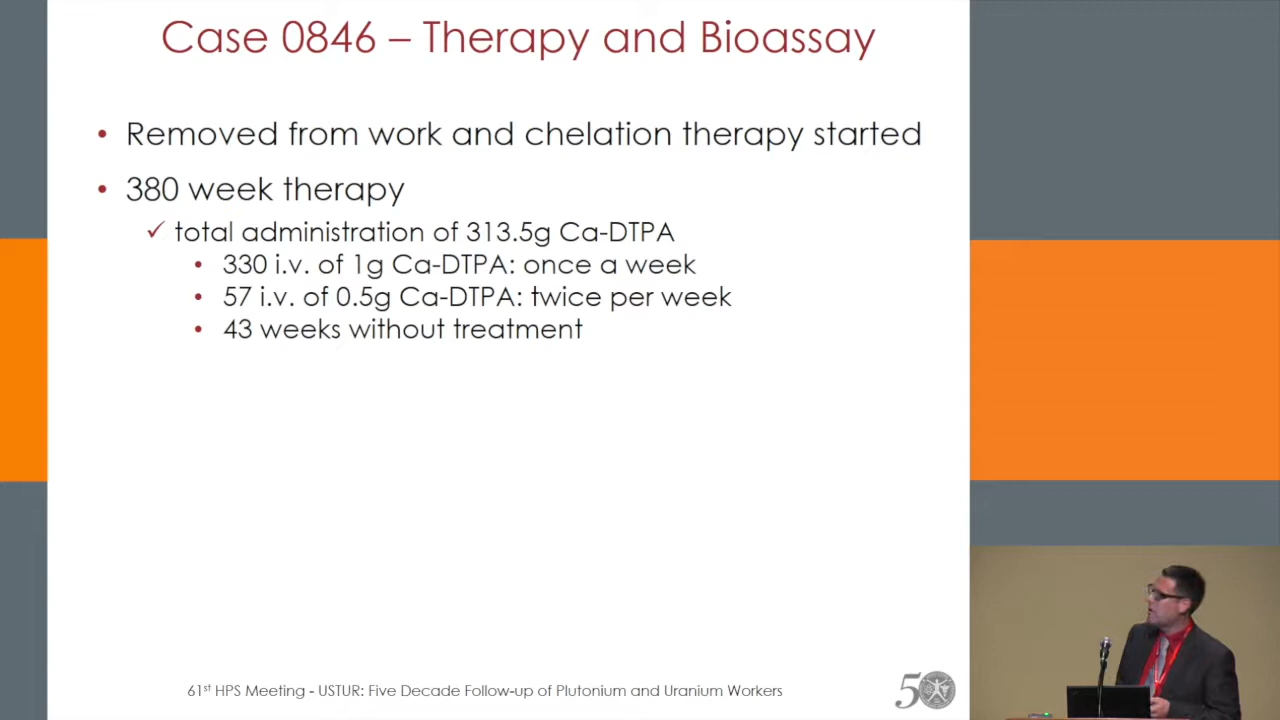 Case 0846 – Therapy and Bioassay
• Removed from work and chelation therapy started
• 380 week therapy
✓ total administration of 313.5g Ca-DTPA
• 330 i.v. of 1g Ca-DTPA: once a week
• 57 i.v. of 0.5g Ca-DTPA: twice per week
• 43 weeks without treatment
61st HPS Meeting - USTUR: Five Decade Follow-up of Plutonium and Uranium Workers
50